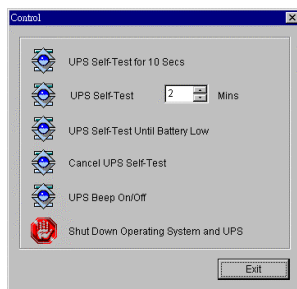 Control
UPS Self-Test for 10 Secs
UPS Self-Test 2 Mins
UPS Self-Test Until Battery Low
Cancel UPS Self-Test
UPS Beep On/Off
Shut Down Operating System and UPS
Exit